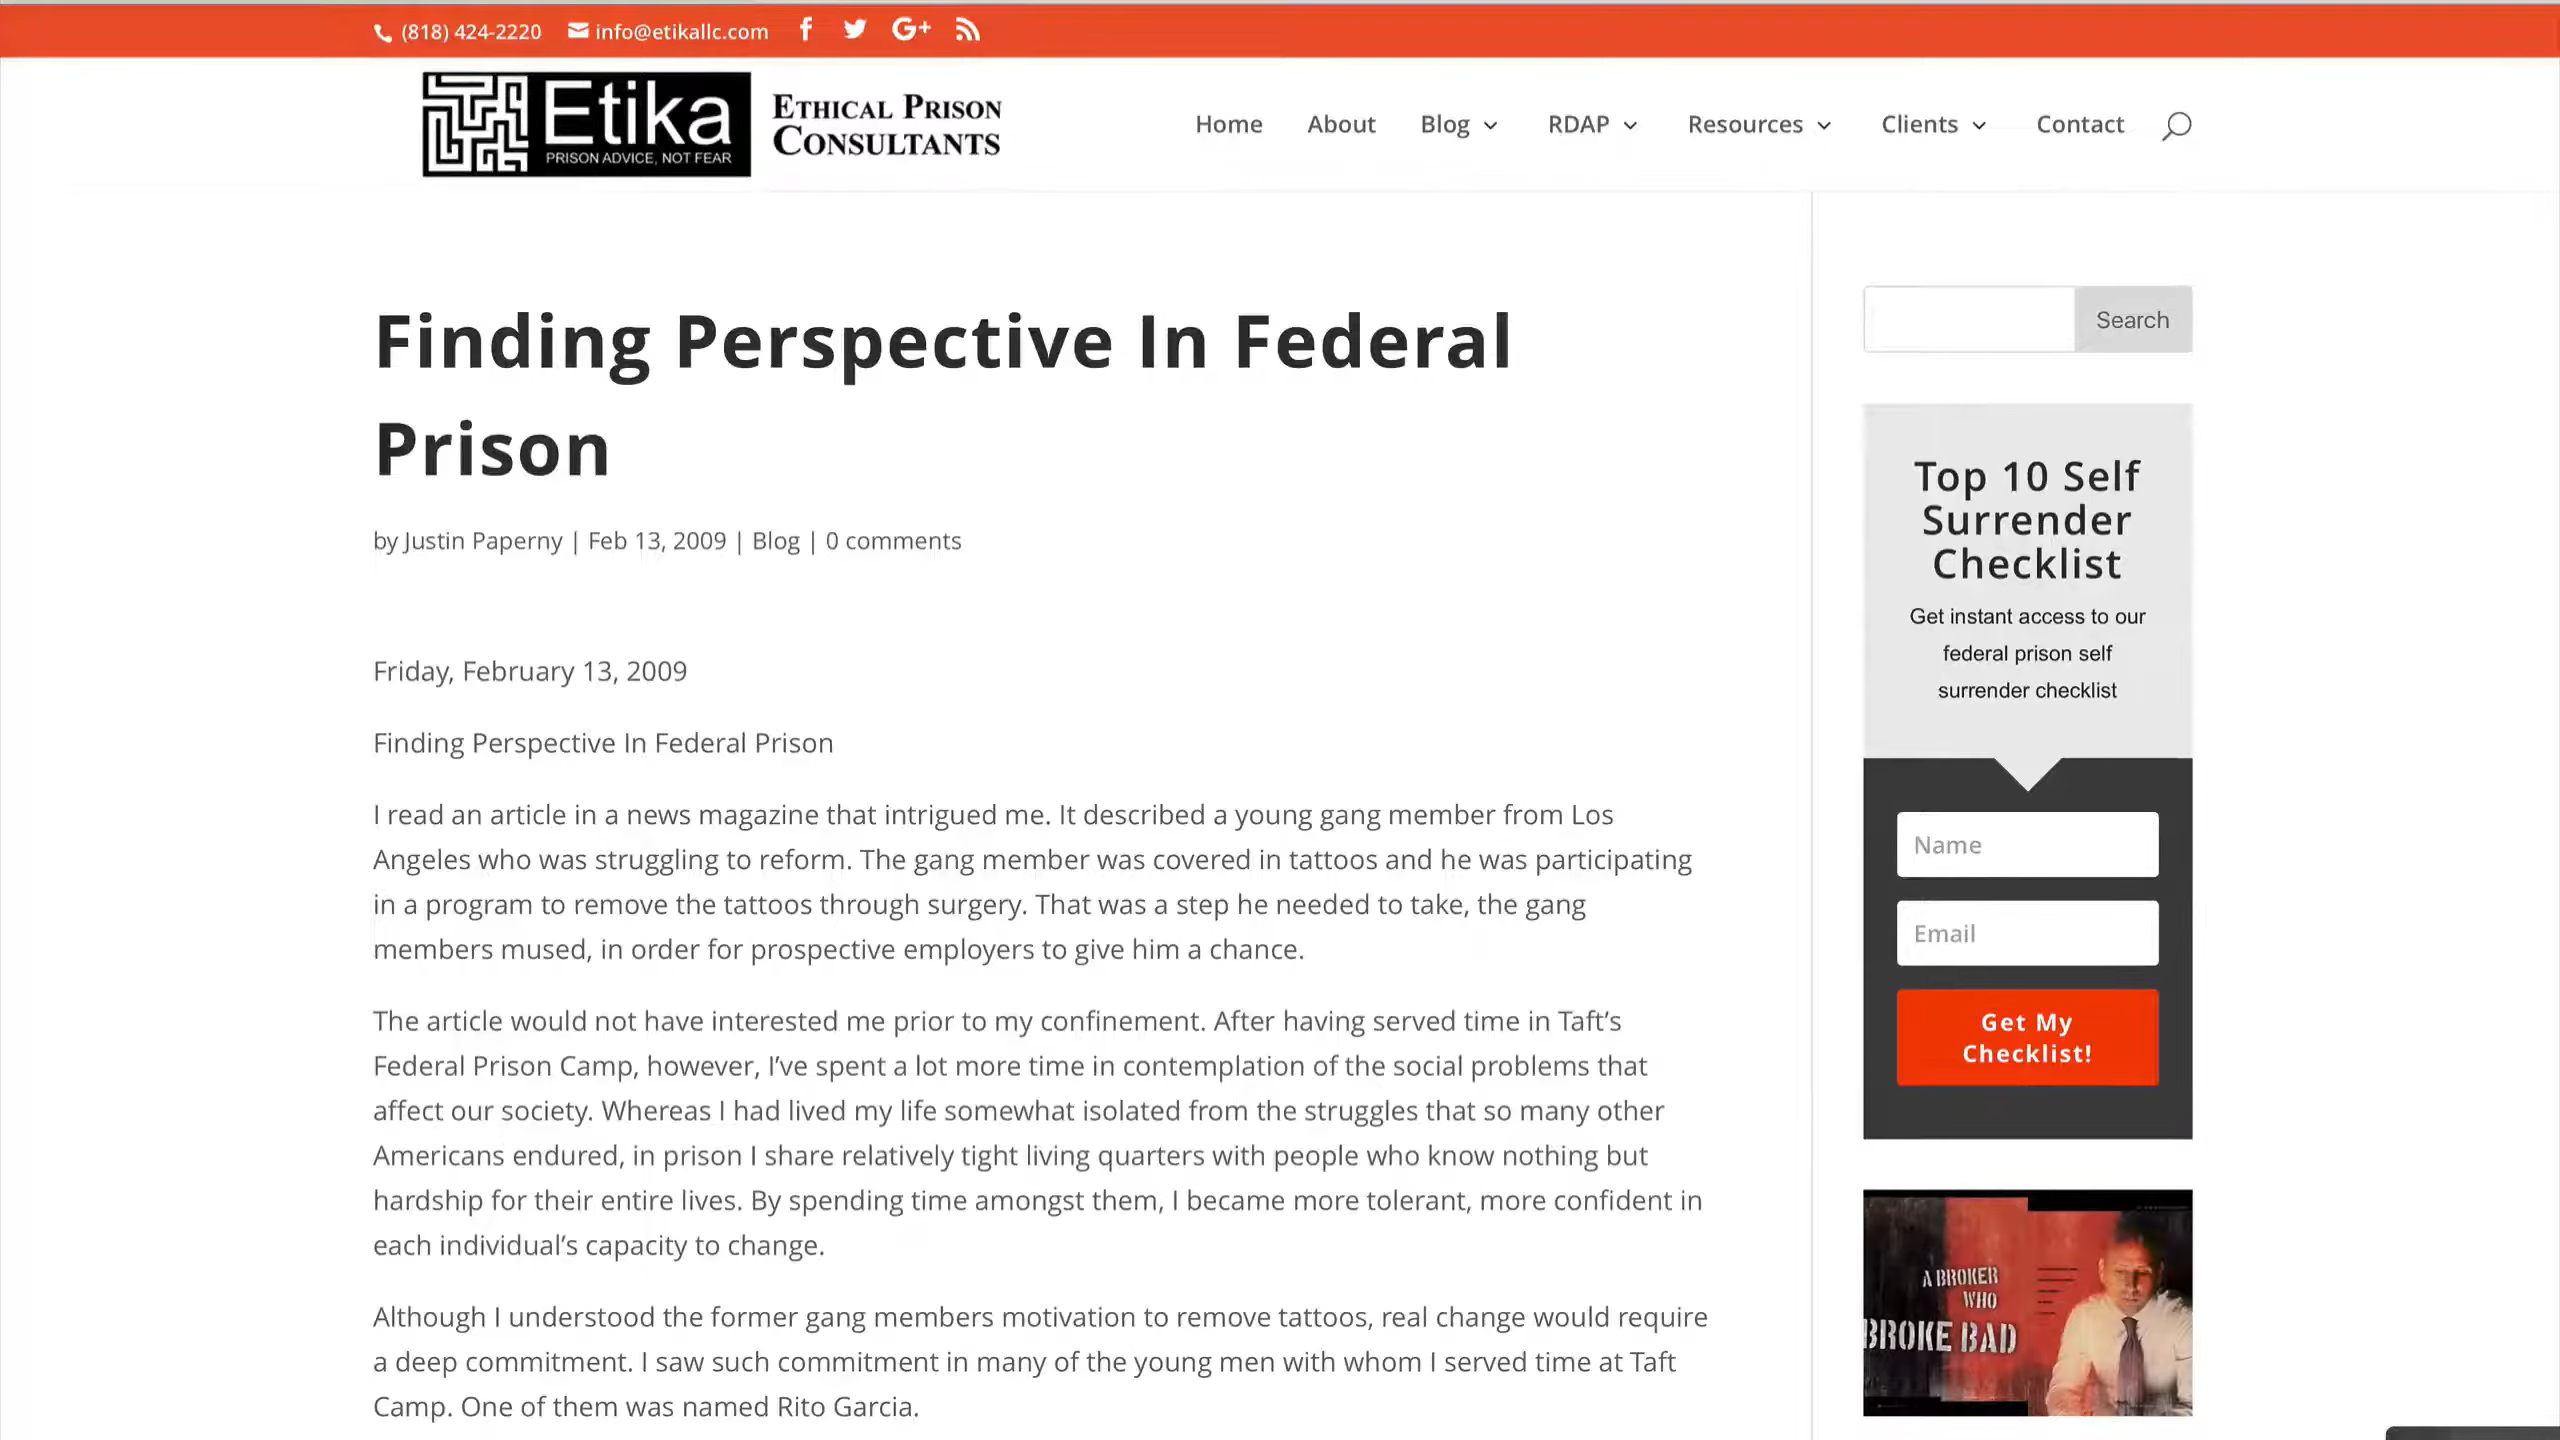 (818) 424-2220 info@etikallc.com
Etika
PRISON ADVICE, NOT FEAR
ETHICAL PRISON
CONSULTANTS
Home About Blog RDAP Resources Clients Contact
Finding Perspective In Federal
Prison
by Justin Paperny | Feb 13, 2009 | Blog | 0 comments
Friday, February 13, 2009
Finding Perspective In Federal Prison
I read an article in a news magazine that intrigued me. It described a young gang member from Los
Angeles who was struggling to reform. The gang member was covered in tattoos and he was participating
in a program to remove the tattoos through surgery. That was a step he needed to take, the gang
members mused, in order for prospective employers to give him a chance.
The article would not have interested me prior to my confinement. After having served time in Taft’s
Federal Prison Camp, however, I’ve spent a lot more time in contemplation of the social problems that
affect our society. Whereas I had lived my life somewhat isolated from the struggles that so many other
Americans endured, in prison I share relatively tight living quarters with people who know nothing but
hardship for their entire lives. By spending time amongst them, I became more tolerant, more confident in
each individual’s capacity to change.
Although I understood the former gang members motivation to remove tattoos, real change would require
a deep commitment. I saw such commitment in many of the young men with whom I served time at Taft
Camp. One of them was named Rito Garcia.
Search
Top 10 Self
Surrender
Checklist
Get instant access to our
federal prison self
surrender checklist
Name
Email
Get My
Checklist!
A BROKER
WHO
BROKE BAD